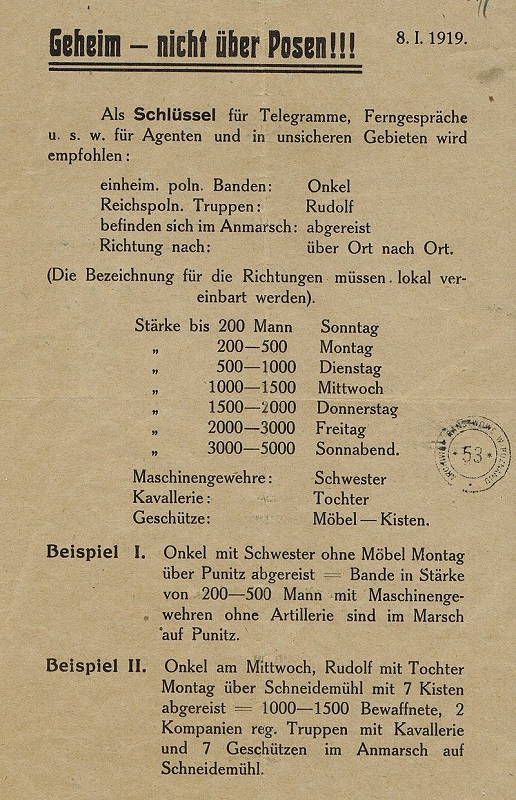 Geheim – nicht über Posen!!!
8. I. 1919.
Als Schlüssel für Telegramme, Ferngespräche
u. s. w. für Agenten und in unsicheren Gebieten wird
empfohlen:
einheim. poln. Banden: Onkel
Reichspoln. Truppen: Rudolf
befinden sich im Anmarsch: abgereist
Richtung nach: über Ort nach Ort.
(Die Bezeichnung für die Richtungen müssen lokal ver-
einbart werden).
Stärke bis 200 Mann Sonntag
„ 200—500 Montag
„ 500—1000 Dienstag
„ 1000—1500 Mittwoch
„ 1500—2000 Donnerstag
„ 2000—3000 Freitag
„ 3000—5000 Sonnabend.
Maschinengewehre: Schwester
Kavallerie: Tochter
Geschütze: Möbel — Kisten.
Beispiel I. Onkel mit Schwester ohne Möbel Montag
über Punitz abgereist = Bande in Stärke
von 200—500 Mann mit Maschinenge-
wehren ohne Artillerie sind im Marsch
auf Punitz.
Beispiel II. Onkel am Mittwoch, Rudolf mit Tochter
Montag über Schneidemühl mit 7 Kisten
abgereist = 1000—1500 Bewaffnete, 2
Kompanien reg. Truppen mit Kavallerie
und 7 Geschützen im Anmarsch auf
Schneidemühl.
53